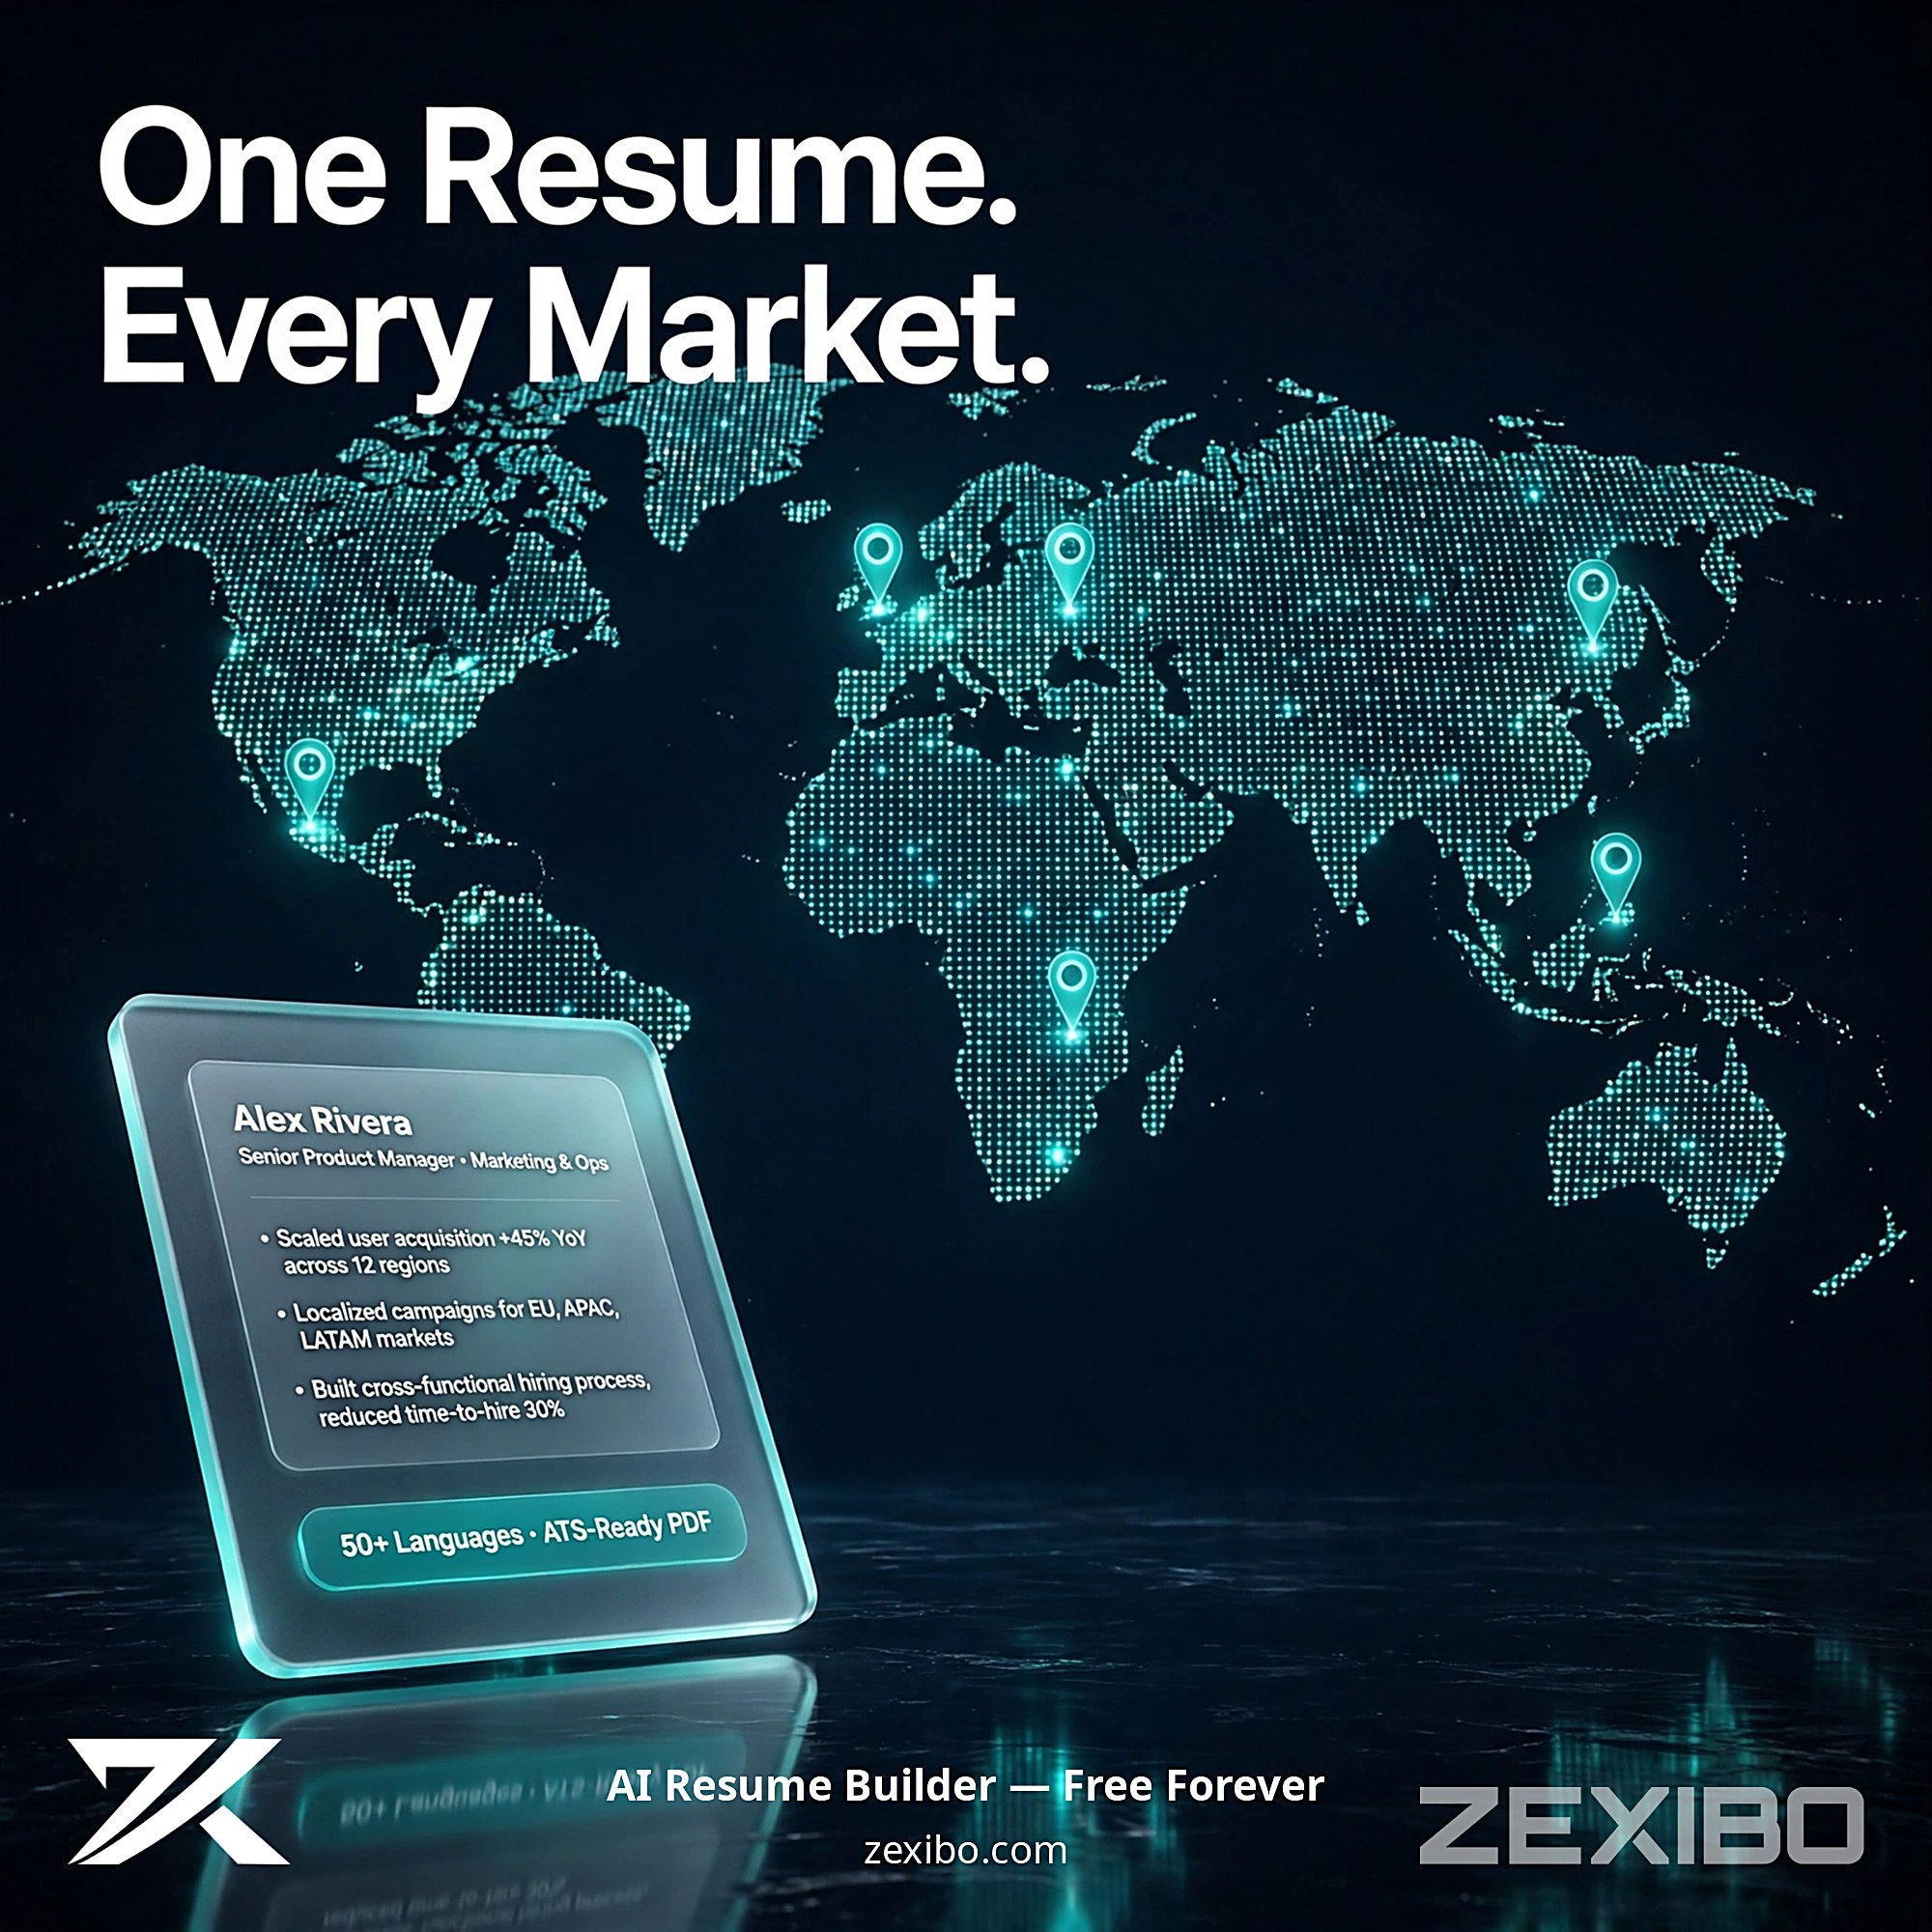 One Resume.
Every Market.
Alex Rivera
Senior Product Manager • Marketing & Ops
• Scaled user acquisition +45% YoY
across 12 regions
• Localized campaigns for EU, APAC,
LATAM markets
• Built cross-functional hiring process,
reduced time-to-hire 30%
50+ Languages • ATS-Ready PDF
AI Resume Builder — Free Forever
zexibo.com
ZEXIBO